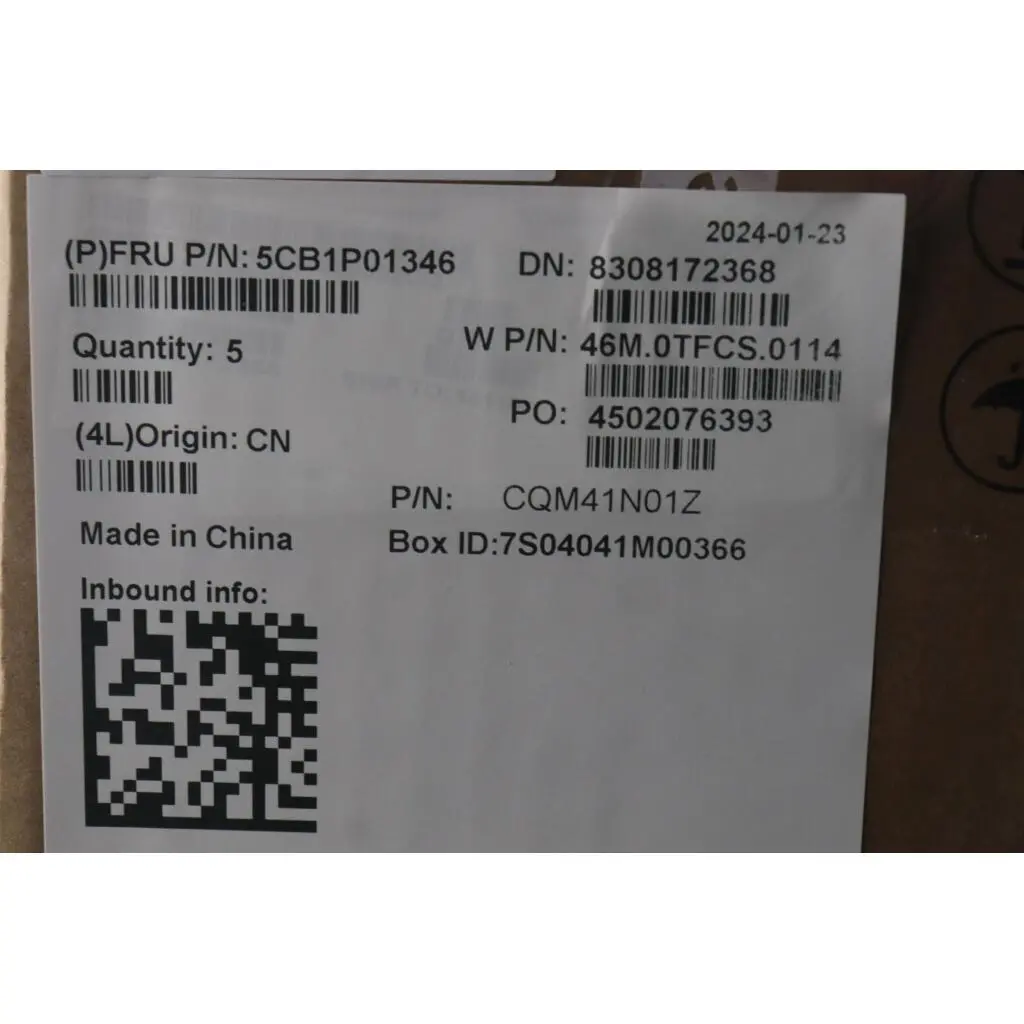 2024-01-23
(P)FRU P/N: 5CB1P01346
DN: 8308172368
Quantity: 5
W P/N: 46M.0TFCS.0114
PO: 4502076393
(4L)Origin: CN
P/N: CQM41N01Z
Made in China
Box ID:7S04041M00366
Inbound info: